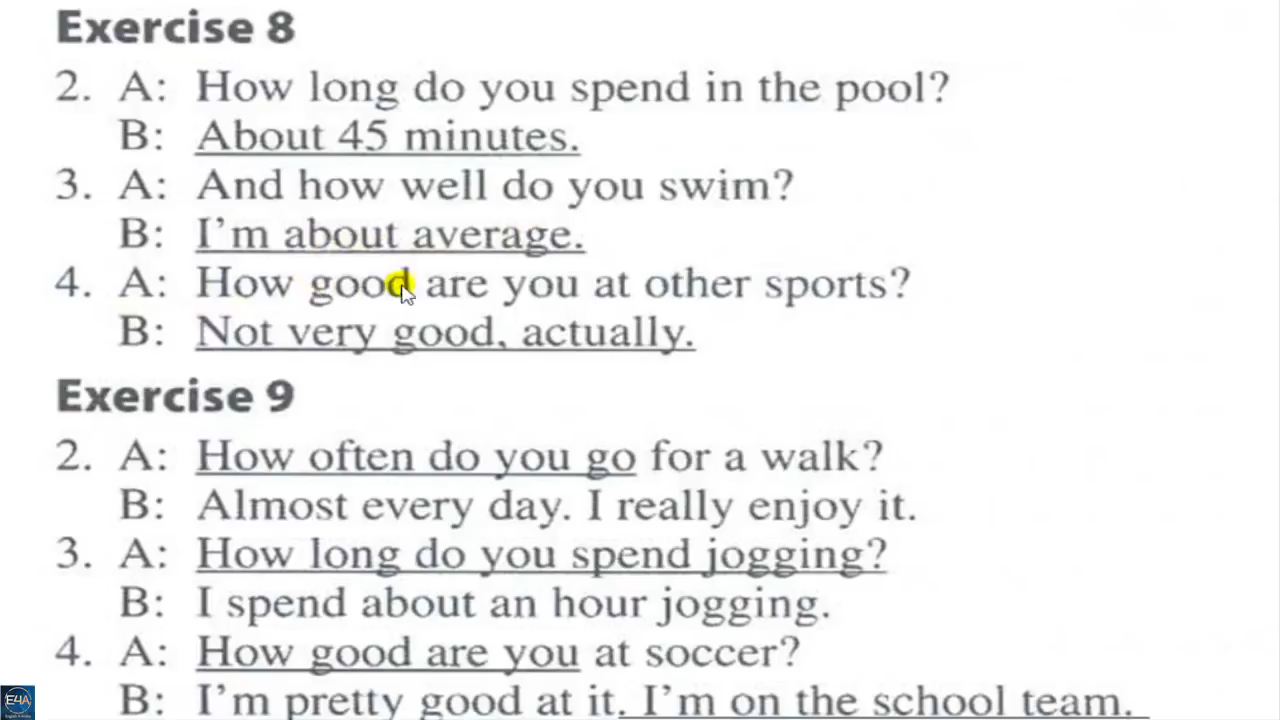 Exercise 8
2. A: How long do you spend in the pool?
B: About 45 minutes.
3. A: And how well do you swim?
B: I'm about average.
4. A: How good are you at other sports?
B: Not very good, actually.
Exercise 9
2. A: How often do you go for a walk?
B: Almost every day. I really enjoy it.
3. A: How long do you spend jogging?
B: I spend about an hour jogging.
4. A: How good are you at soccer?
B: I'm pretty good at it. I'm on the school team.
E4A